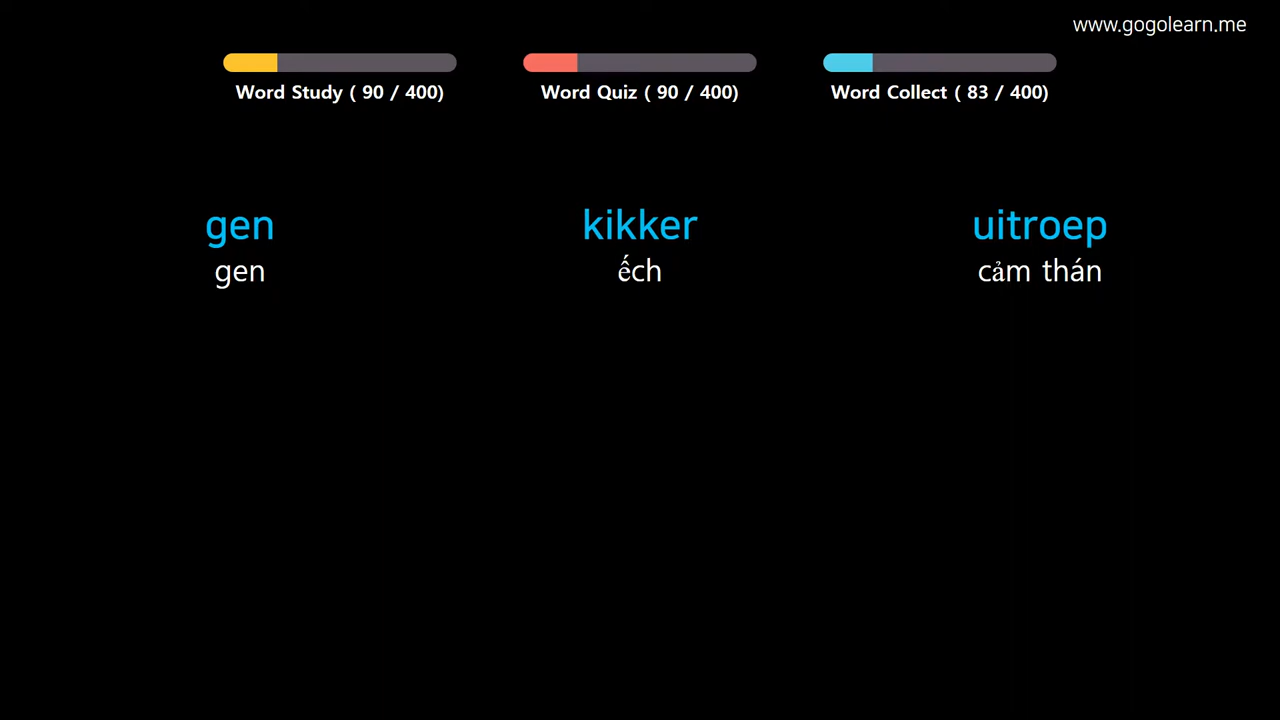 www.gogolearn.me
Word Study ( 90 / 400)
Word Quiz ( 90 / 400)
Word Collect ( 83 / 400)
gen
gen
kikker
ếch
uitroep
cảm thán